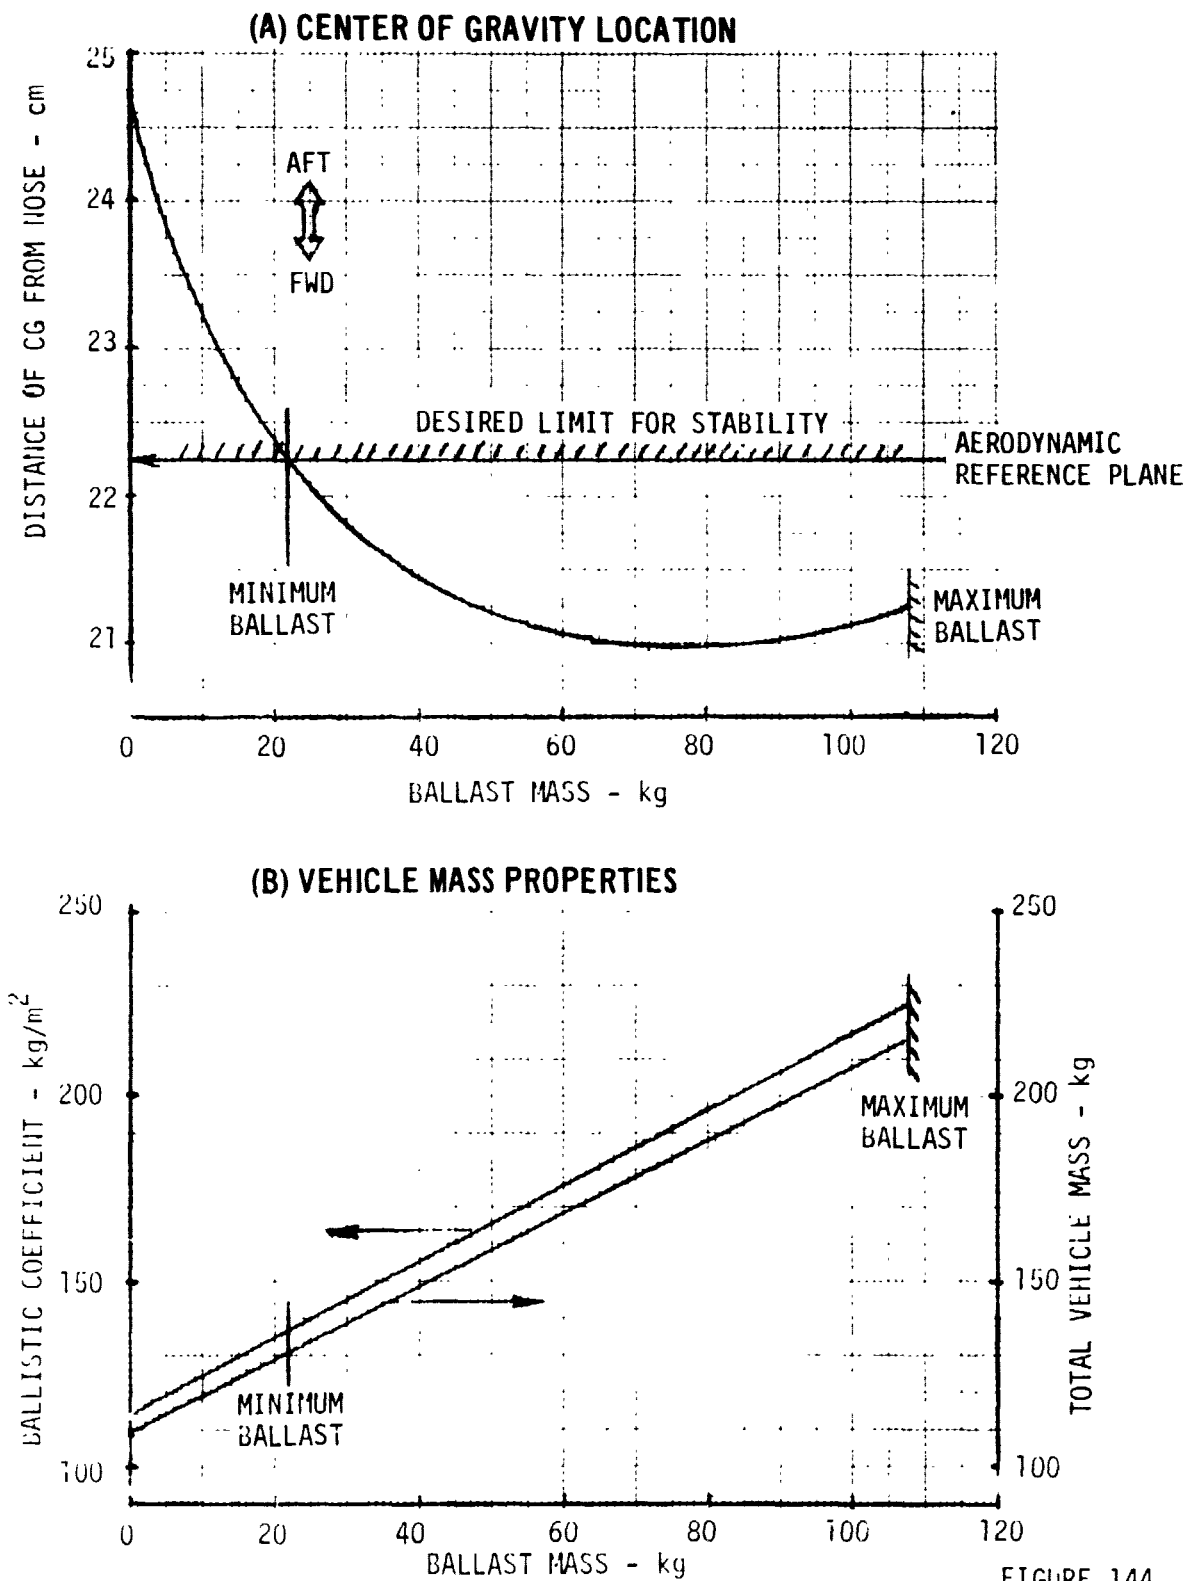 (A) CENTER OF GRAVITY LOCATION
25
24
23
22
21
DISTANCE OF CG FROM NOSE - cm
AFT
FWD
DESIRED LIMIT FOR STABILITY
AERODYNAMIC
REFERENCE PLANE
MINIMUM
BALLAST
MAXIMUM
BALLAST
0 20 40 60 80 100 120
BALLAST MASS - kg
(B) VEHICLE MASS PROPERTIES
250
200
150
100
BALLISTIC COEFFICIENT - kg/m²
250
200
150
100
TOTAL VEHICLE MASS - kg
MAXIMUM
BALLAST
MINIMUM
BALLAST
0 20 40 60 80 100 120
BALLAST MASS - kg
FIGURE 144